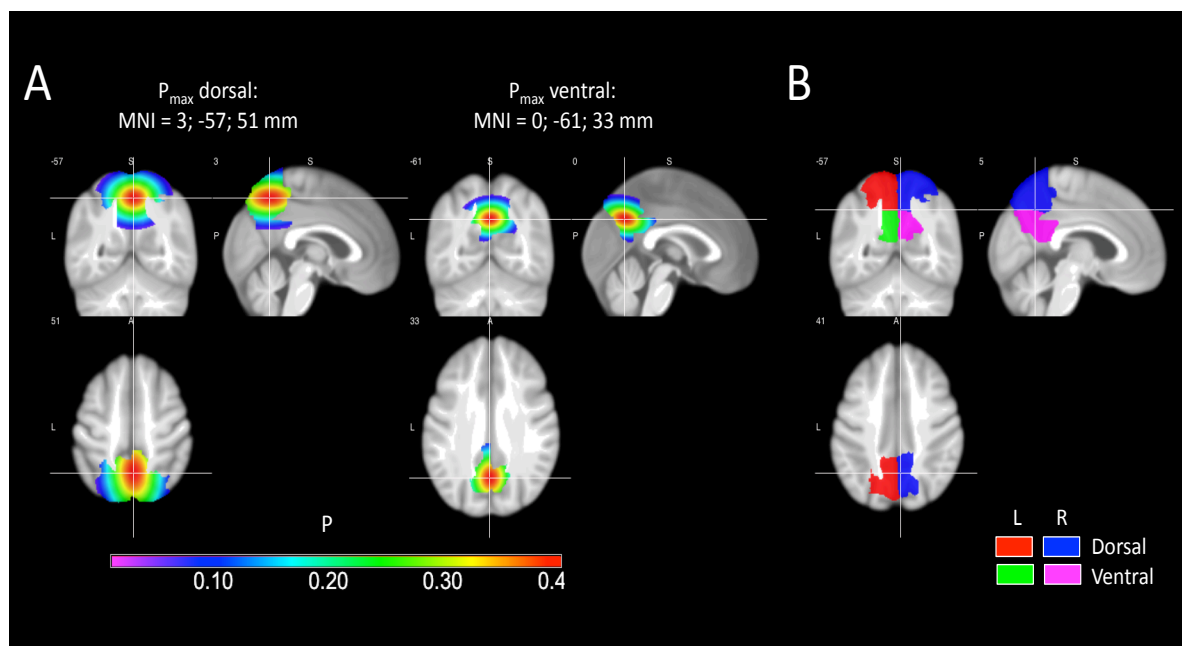 A
B
Pmax dorsal:
MNI = 3; -57; 51 mm
Pmax ventral:
MNI = 0; -61; 33 mm
-57
S
3
S
-61
S
0
S
-57
S
5
S
L
P
L
P
L
P
51
A
33
A
41
A
L
L
L
P
0.10
0.20
0.30
0.4
L
R
Dorsal
Ventral